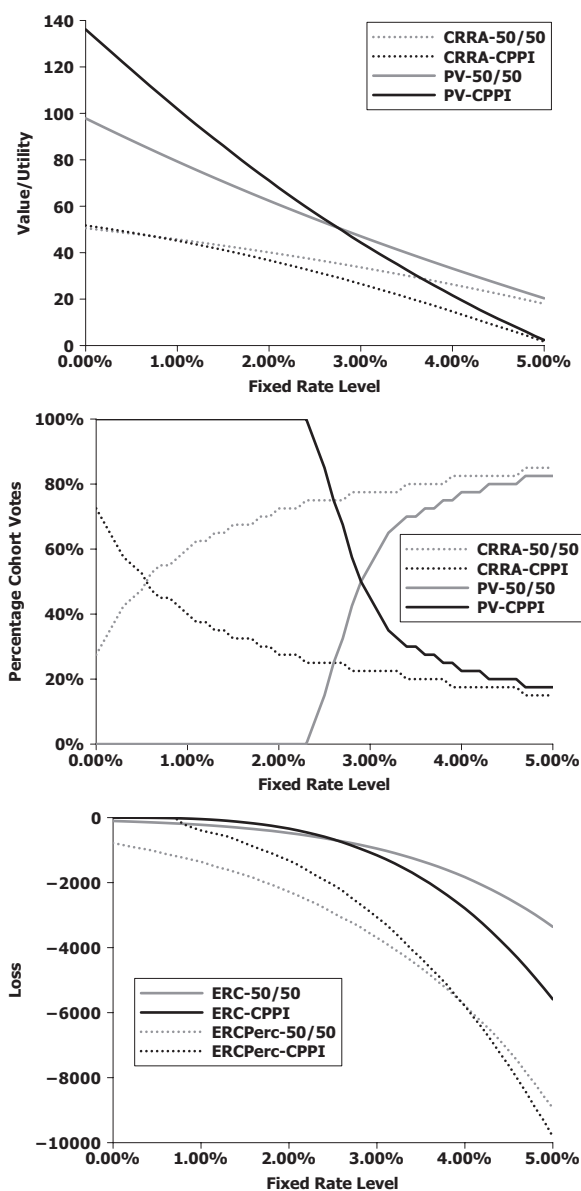 140
120
100
80
60
40
20
0
Value/Utility
CRRA-50/50
CRRA-CPPI
PV-50/50
PV-CPPI
0.00% 1.00% 2.00% 3.00% 4.00% 5.00%
Fixed Rate Level
100%
80%
60%
40%
20%
0%
Percentage Cohort Votes
CRRA-50/50
CRRA-CPPI
PV-50/50
PV-CPPI
0.00% 1.00% 2.00% 3.00% 4.00% 5.00%
Fixed Rate Level
0
−2000
−4000
−6000
−8000
−10000
Loss
ERC-50/50
ERC-CPPI
ERCPerc-50/50
ERCPerc-CPPI
0.00% 1.00% 2.00% 3.00% 4.00% 5.00%
Fixed Rate Level